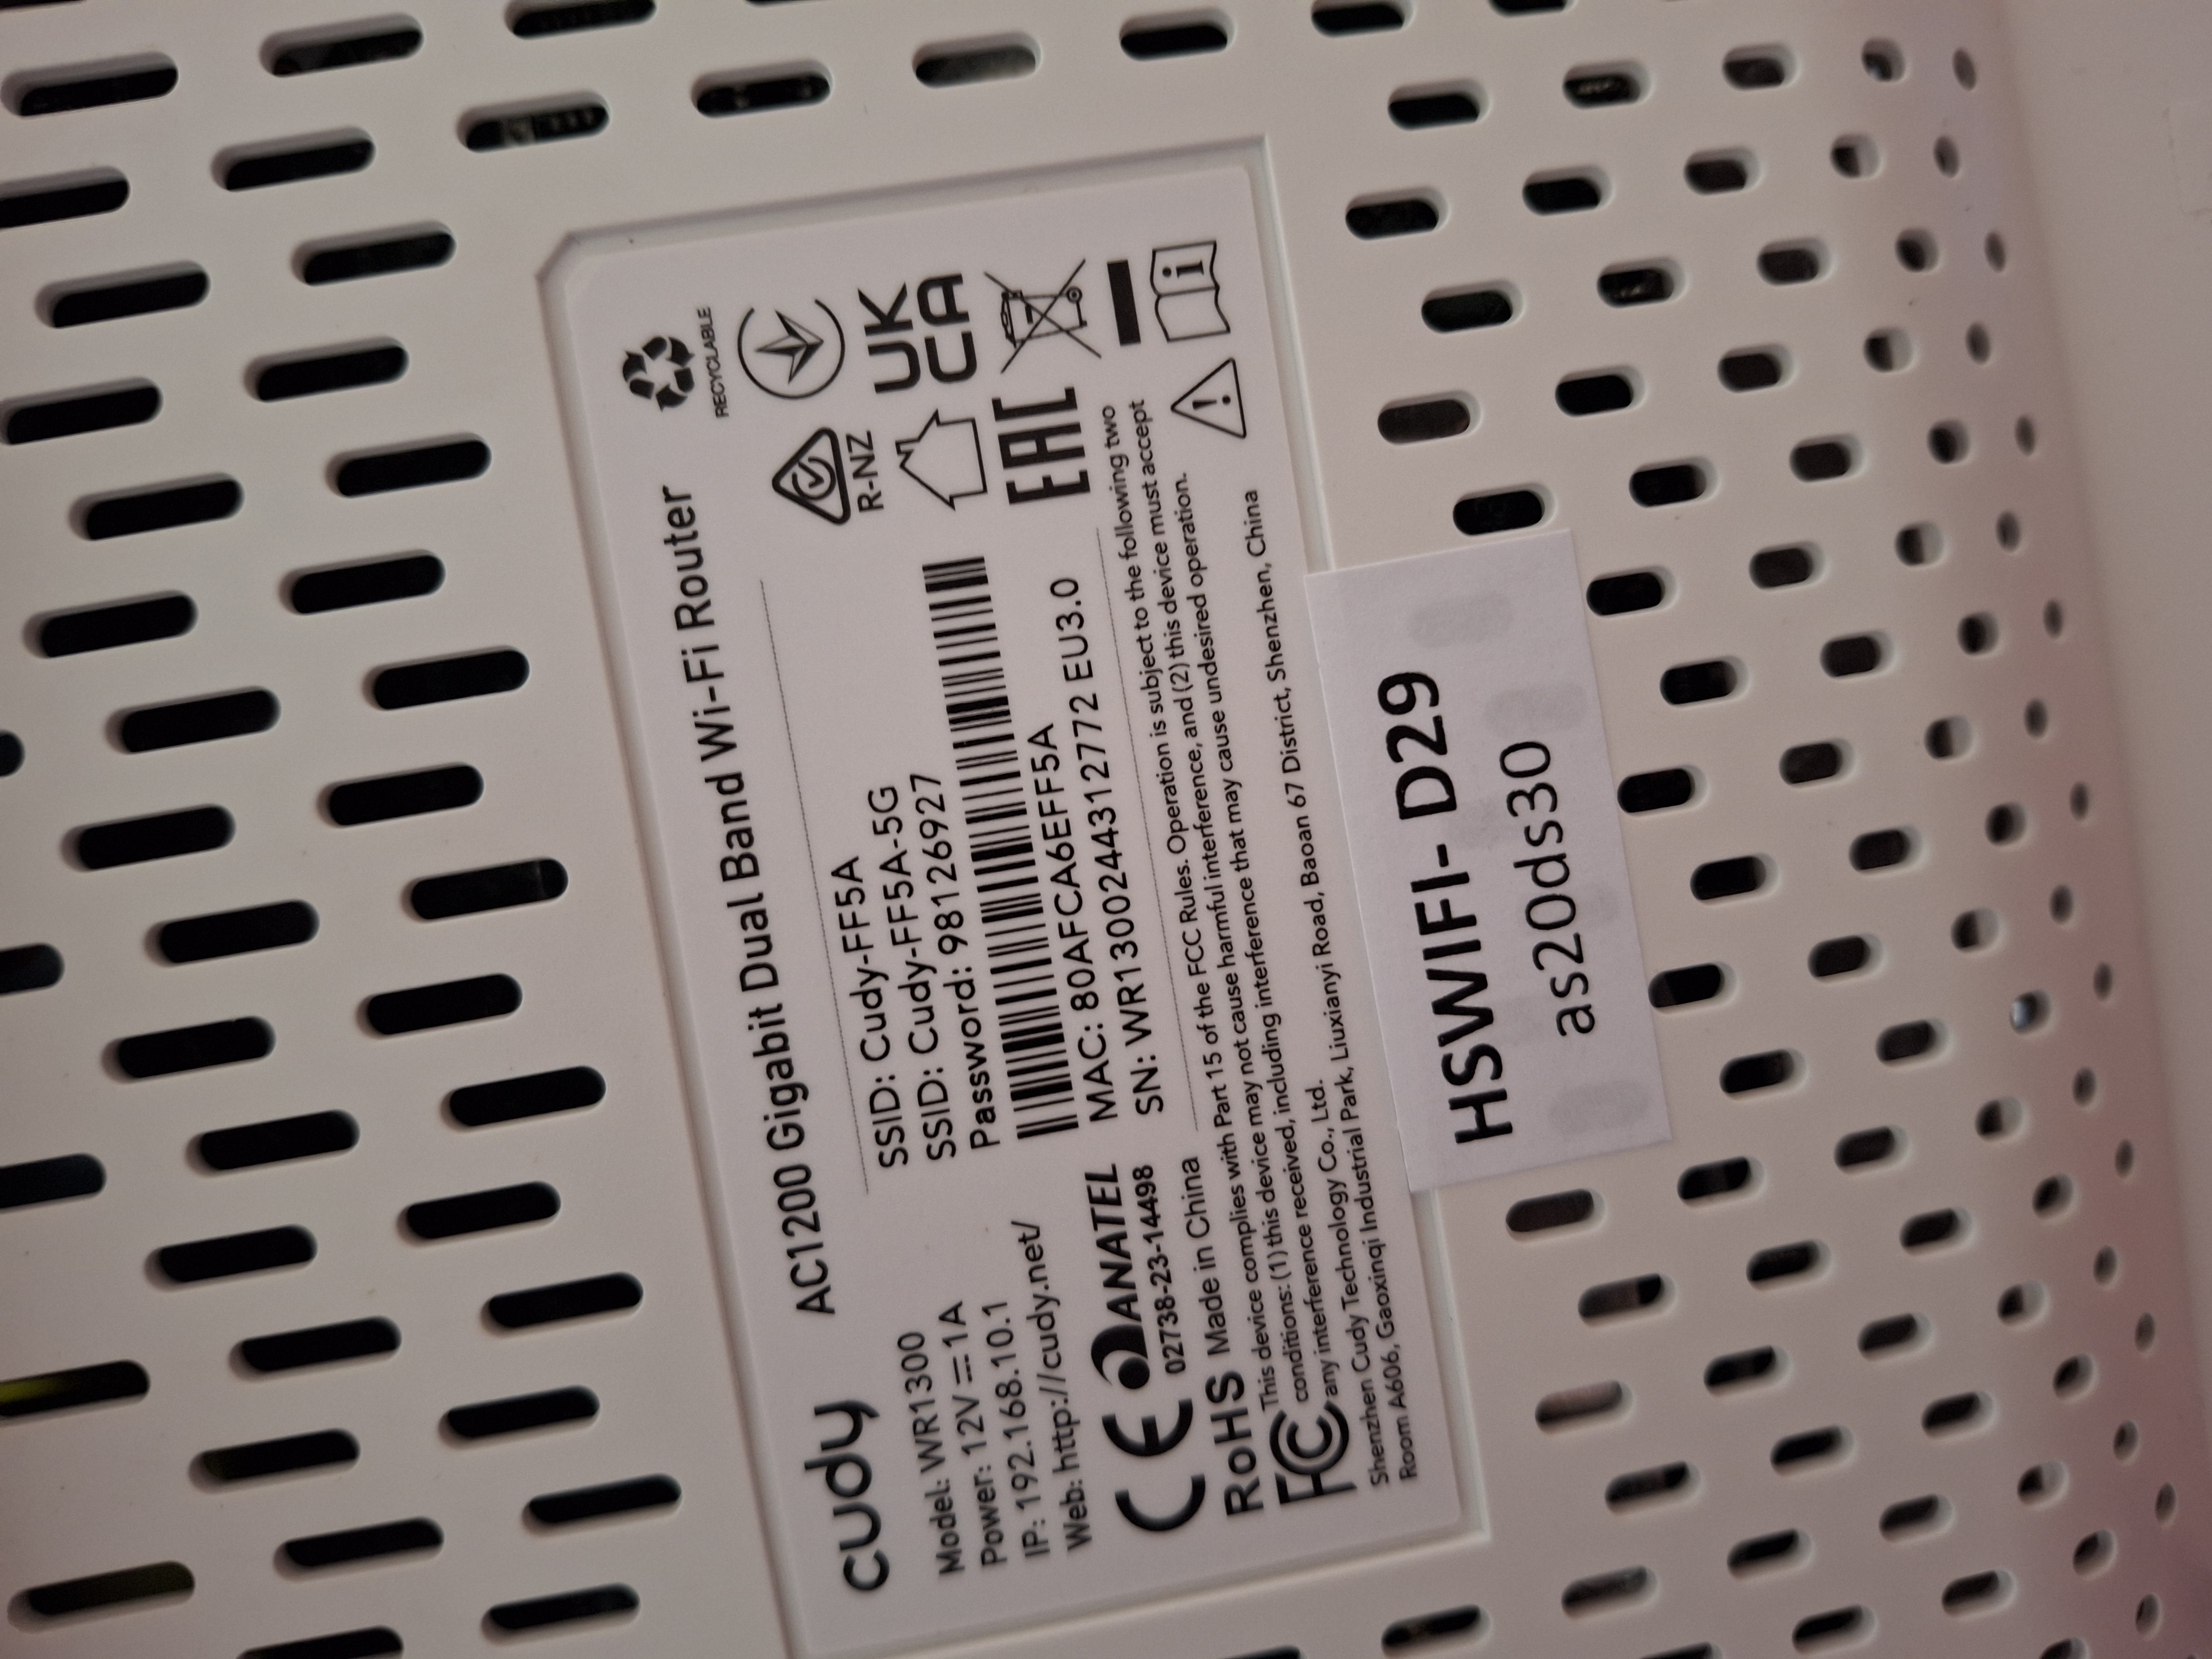 cudy
AC1200 Gigabit Dual Band Wi-Fi Router
RECYCLABLE
Model: WR1300
Power: 12V⎓1A
IP: 192.168.10.1
Web: http://cudy.net/
SSID: Cudy-FF5A
SSID: Cudy-FF5A-5G
Password: 98126927
MAC: 80AFCA6EFF5A
SN: WR1300244312772 EU3.0
R-NZ
UK
CA
EAC
CE
ANATEL
02738-23-14498
RoHS Made in China
FC
This device complies with Part 15 of the FCC Rules. Operation is subject to the following two
conditions: (1) this device may not cause harmful interference, and (2) this device must accept
any interference received, including interference that may cause undesired operation.
Shenzhen Cudy Technology Co., Ltd.
Room A606, Gaoxinqi Industrial Park, Liuxianyi Road, Baoan 67 District, Shenzhen, China
HSWIFI- D29
as20ds30